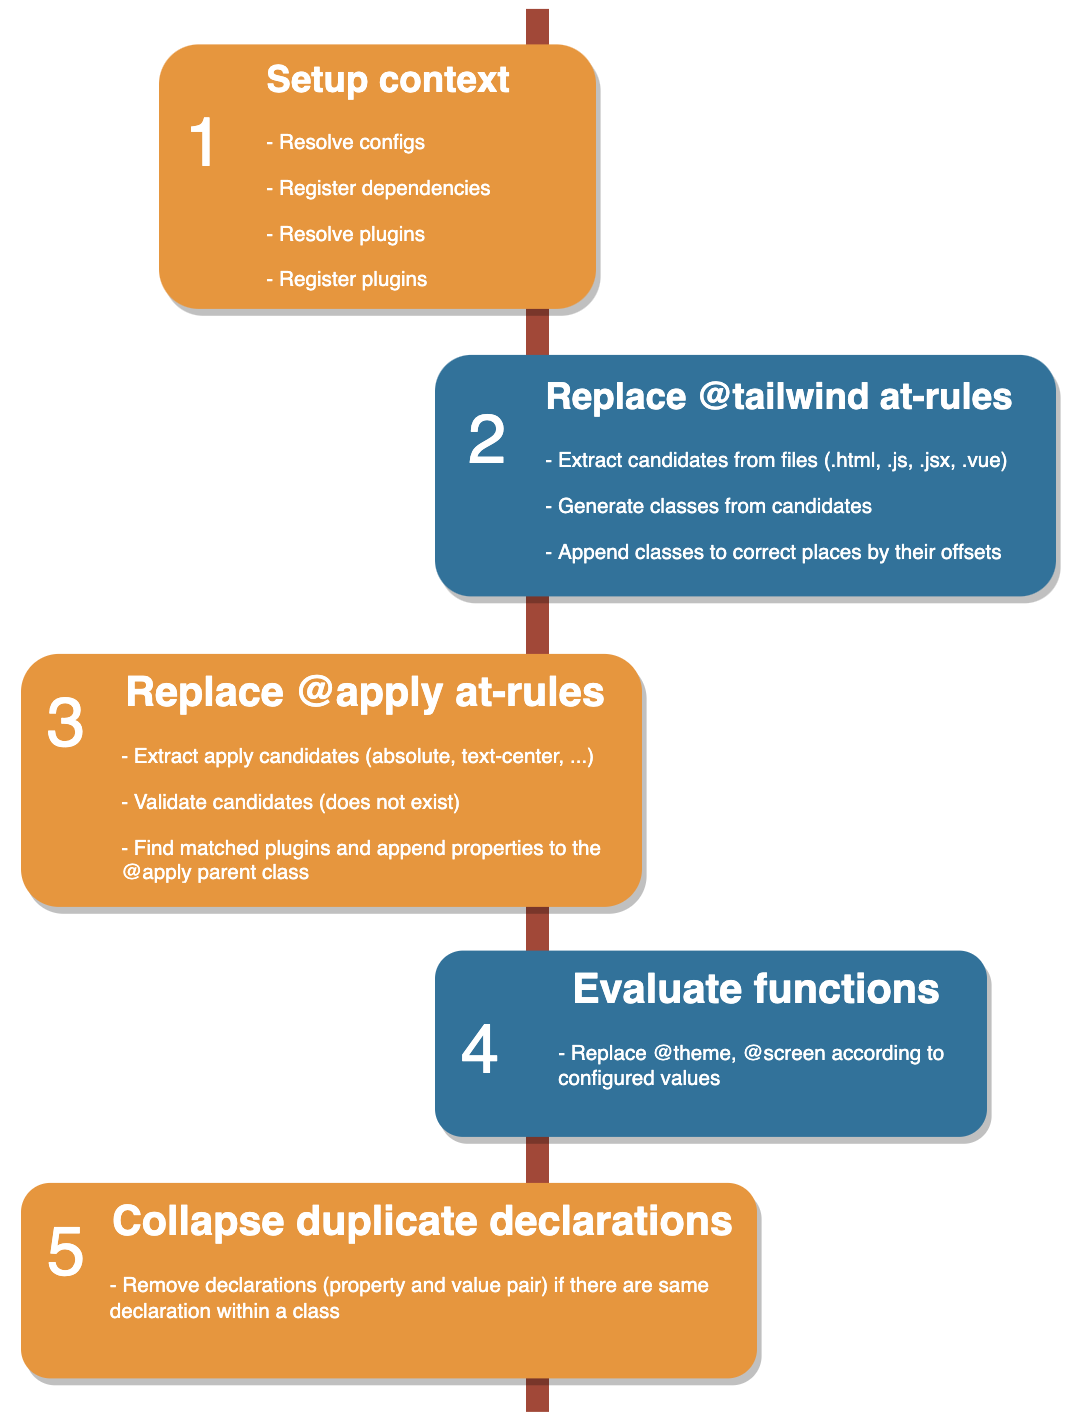 Setup context
1
- Resolve configs
- Register dependencies
- Resolve plugins
- Register plugins
Replace @tailwind at-rules
2
- Extract candidates from files (.html, .js, .jsx, .vue)
- Generate classes from candidates
- Append classes to correct places by their offsets
Replace @apply at-rules
3
- Extract apply candidates (absolute, text-center, ...)
- Validate candidates (does not exist)
- Find matched plugins and append properties to the
@apply parent class
Evaluate functions
4
- Replace @theme, @screen according to
configured values
Collapse duplicate declarations
5
- Remove declarations (property and value pair) if there are same
declaration within a class